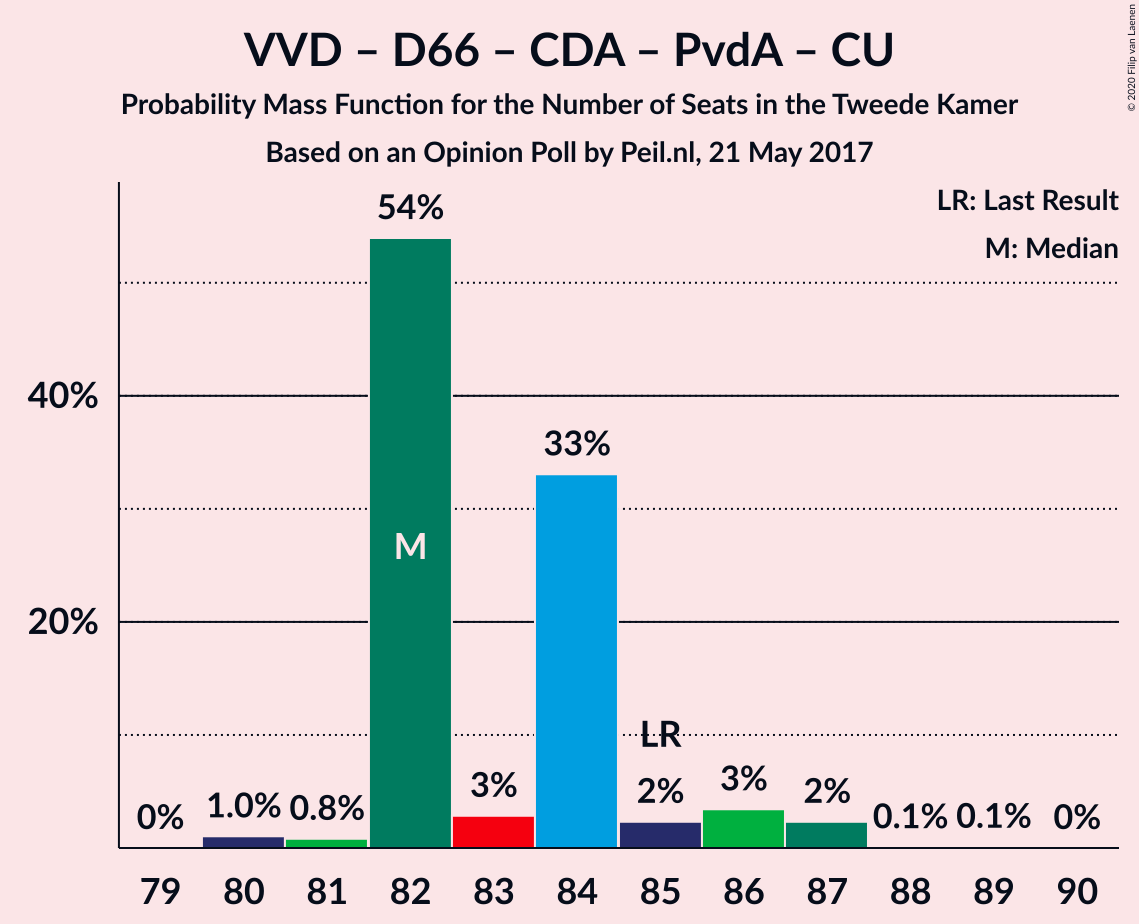 VVD – D66 – CDA – PvdA – CU
Probability Mass Function for the Number of Seats in the Tweede Kamer
Based on an Opinion Poll by Peil.nl, 21 May 2017
© 2020 Filip van Laenen
LR: Last Result
M: Median
40%
20%
0%
1.0%
0.8%
54%
M
3%
33%
LR
2%
3%
2%
0.1%
0.1%
0%
79 80 81 82 83 84 85 86 87 88 89 90